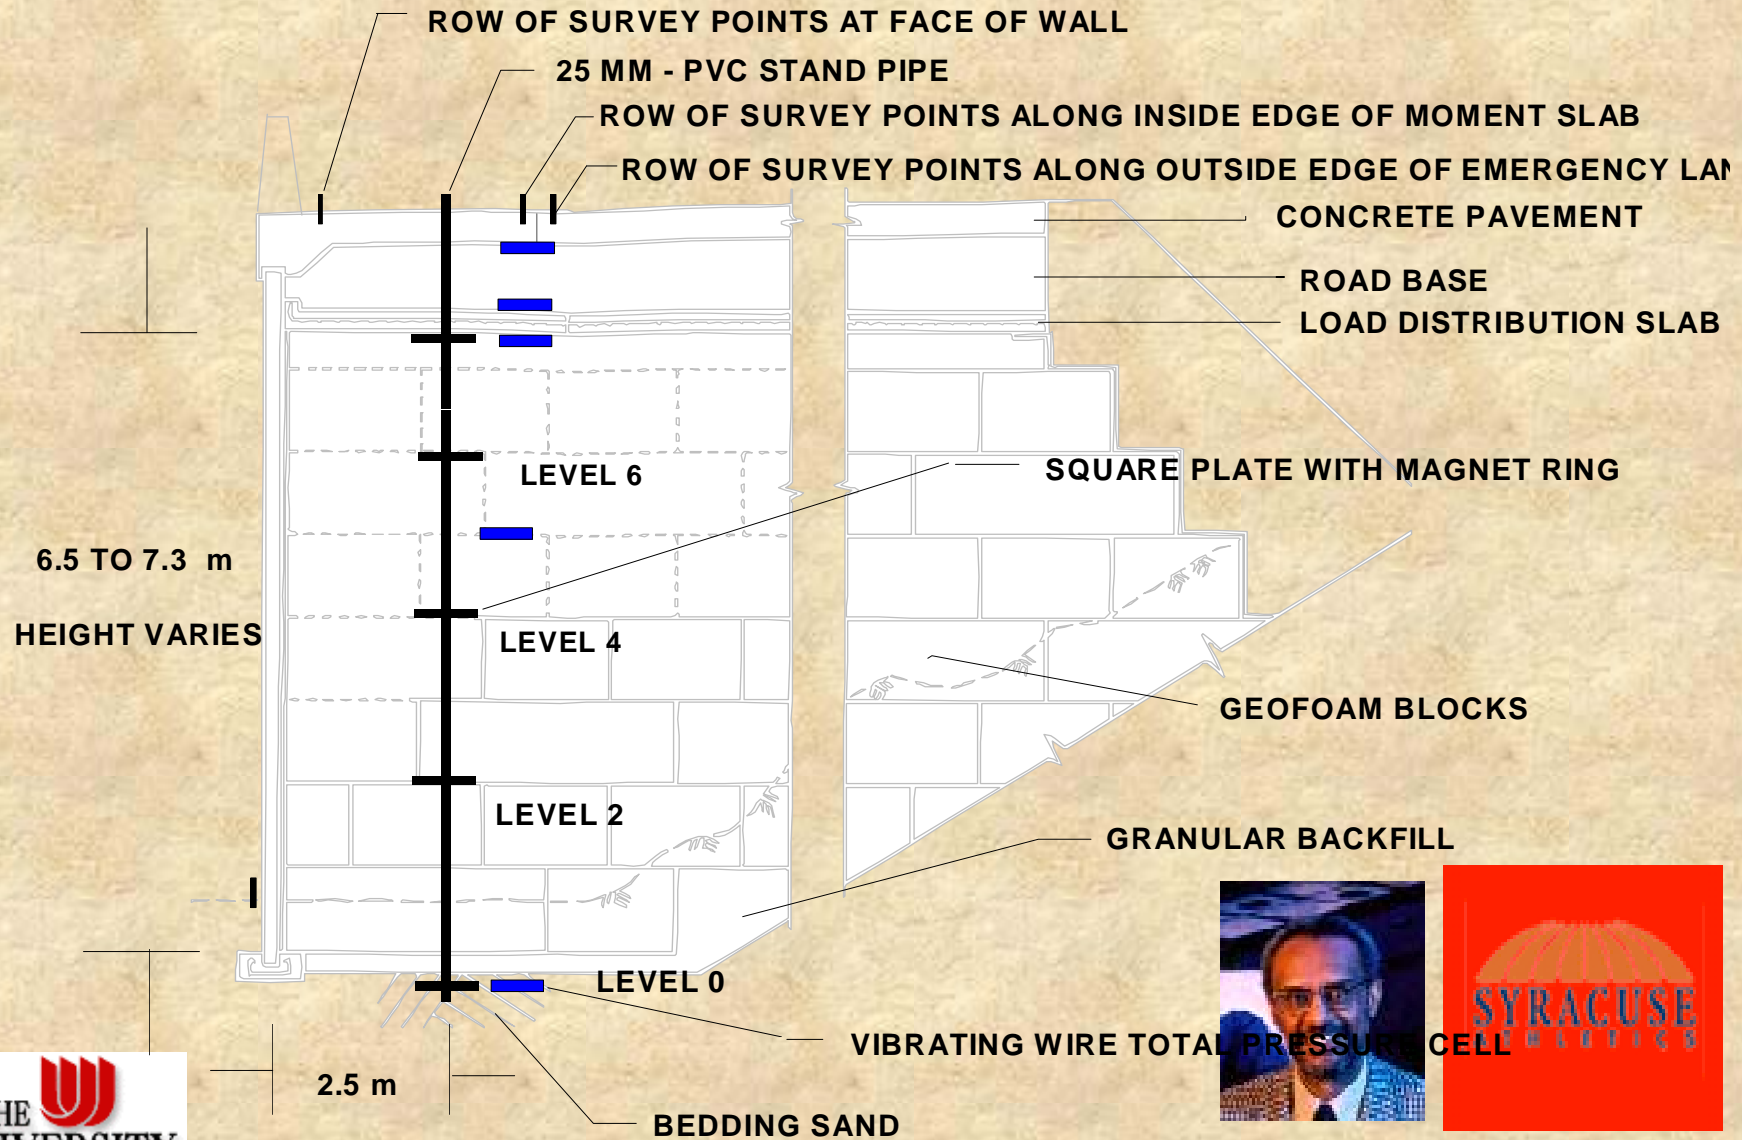 ROW OF SURVEY POINTS AT FACE OF WALL
25 MM - PVC STAND PIPE
ROW OF SURVEY POINTS ALONG INSIDE EDGE OF MOMENT SLAB
ROW OF SURVEY POINTS ALONG OUTSIDE EDGE OF EMERGENCY LAN
CONCRETE PAVEMENT
ROAD BASE
LOAD DISTRIBUTION SLAB
LEVEL 6
SQUARE PLATE WITH MAGNET RING
6.5 TO 7.3 m
HEIGHT VARIES
LEVEL 4
GEOFOAM BLOCKS
LEVEL 2
GRANULAR BACKFILL
LEVEL 0
VIBRATING WIRE TOTAL PRESSURE CELL
2.5 m
BEDDING SAND
SYRACUSE
ATHLETICS
THE
UNIVERSITY